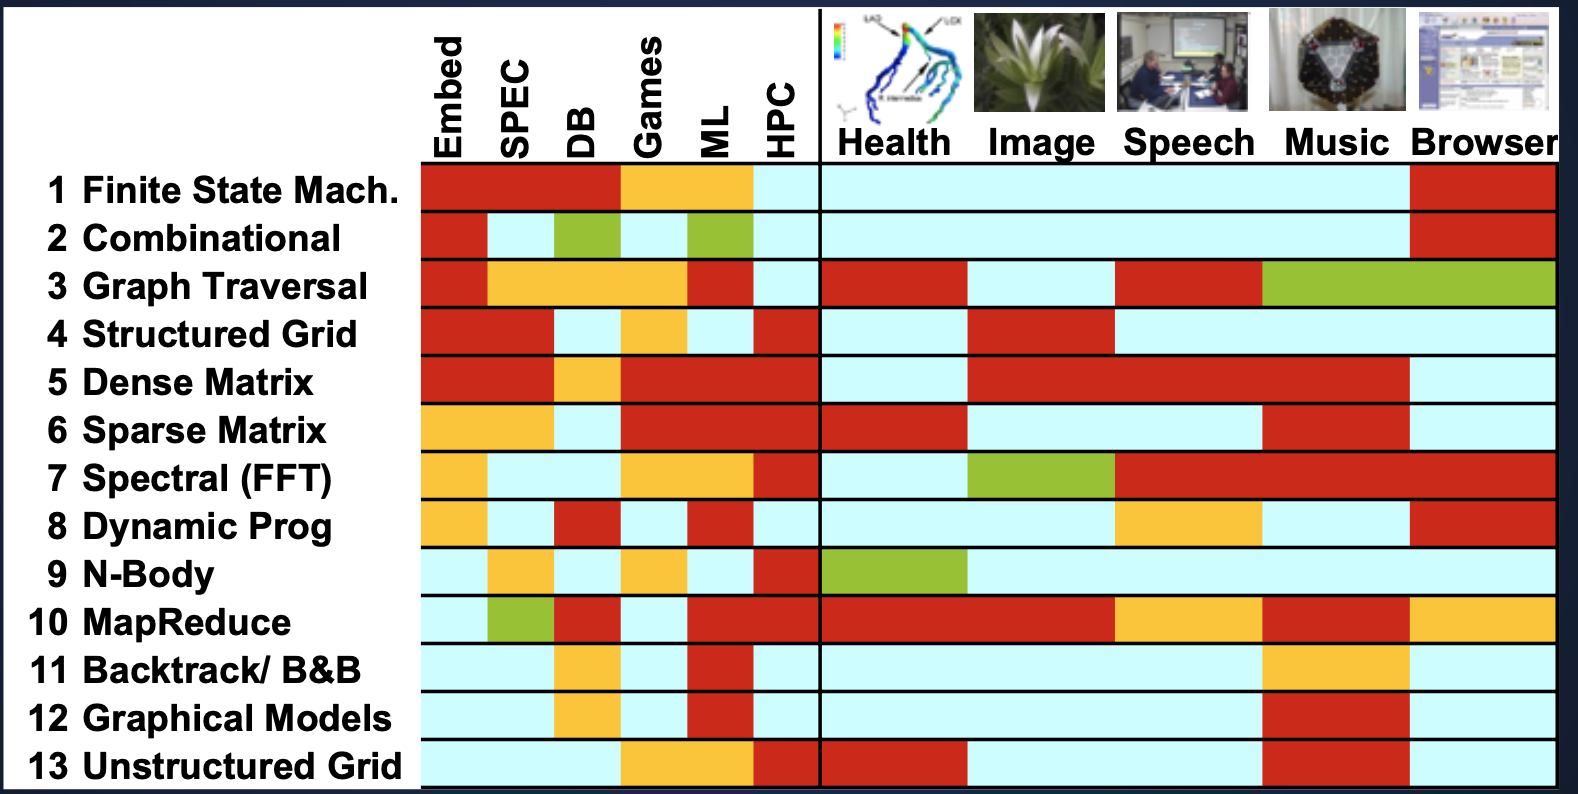 Embed
SPEC
DB
Games
ML
HPC
LAD
LCX
Health
Image
Speech
Music
Browser
1 Finite State Mach.
2 Combinational
3 Graph Traversal
4 Structured Grid
5 Dense Matrix
6 Sparse Matrix
7 Spectral (FFT)
8 Dynamic Prog
9 N-Body
10 MapReduce
11 Backtrack/ B&B
12 Graphical Models
13 Unstructured Grid